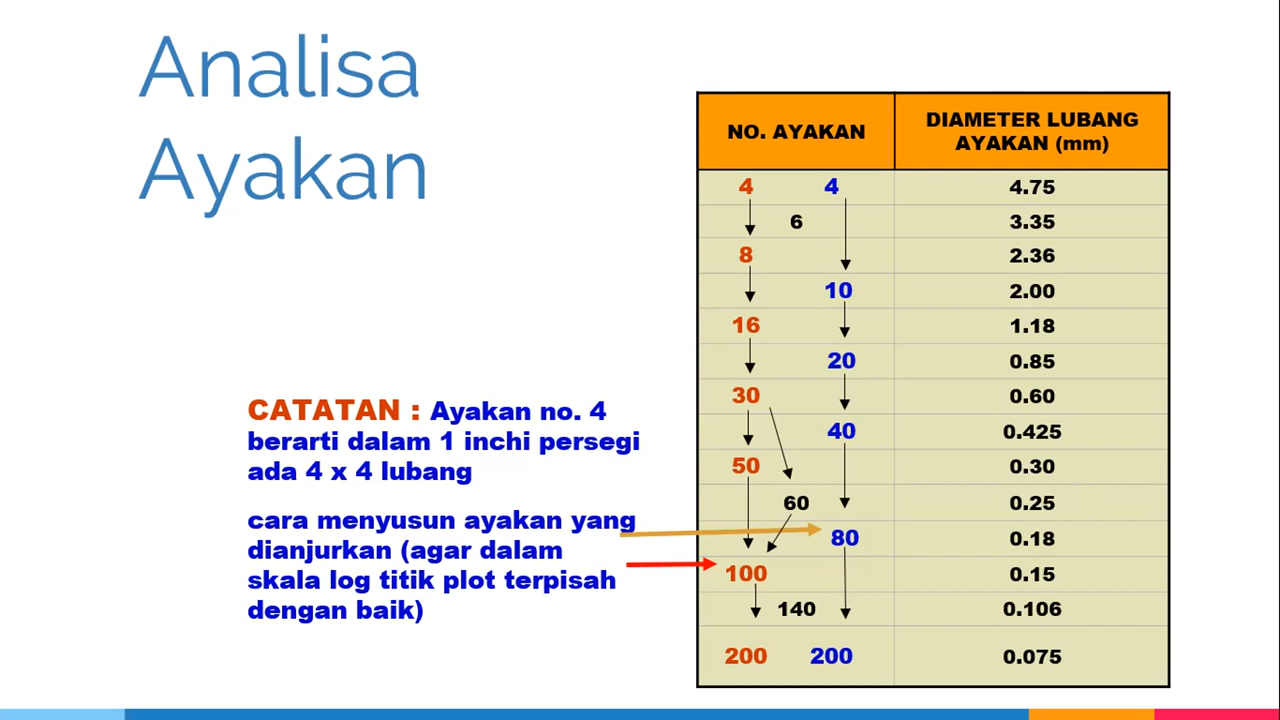 Analisa
Ayakan
CATATAN : Ayakan no. 4
berarti dalam 1 inchi persegi
ada 4 x 4 lubang
cara menyusun ayakan yang
dianjurkan (agar dalam
skala log titik plot terpisah
dengan baik)
NO. AYAKAN DIAMETER LUBANG AYAKAN (mm)
4 4 4.75
6 3.35
8 2.36
10 2.00
16 1.18
20 0.85
30 0.60
40 0.425
50 0.30
60 0.25
80 0.18
100 0.15
140 0.106
200 200 0.075